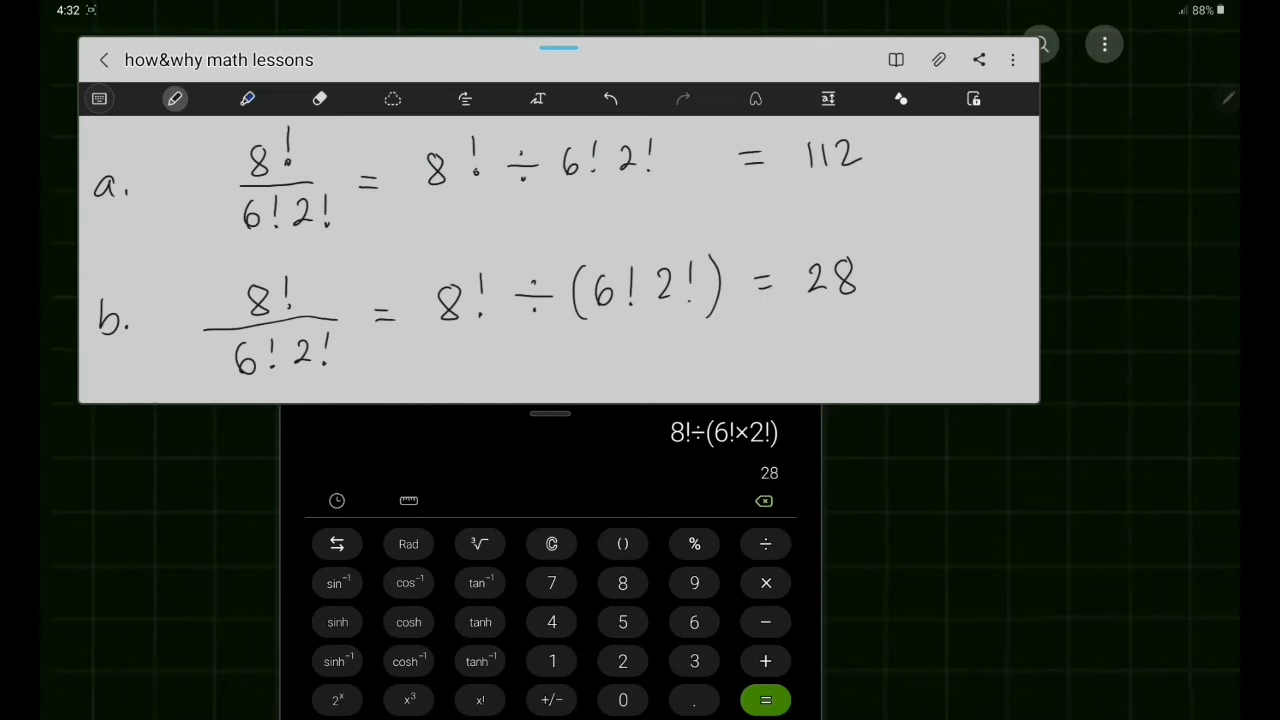 4:32 88%
how&why math lessons
a. 8!/6!2! = 8! ÷ 6! 2! = 112
b. 8!/6!2! = 8! ÷ (6! 2!) = 28
8!÷(6!×2!)
28
⇆ Rad ³√ C () % ÷
sin⁻¹ cos⁻¹ tan⁻¹ 7 8 9 ×
sinh cosh tanh 4 5 6 −
sinh⁻¹ cosh⁻¹ tanh⁻¹ 1 2 3 +
2ˣ x³ x! +/− 0 . =